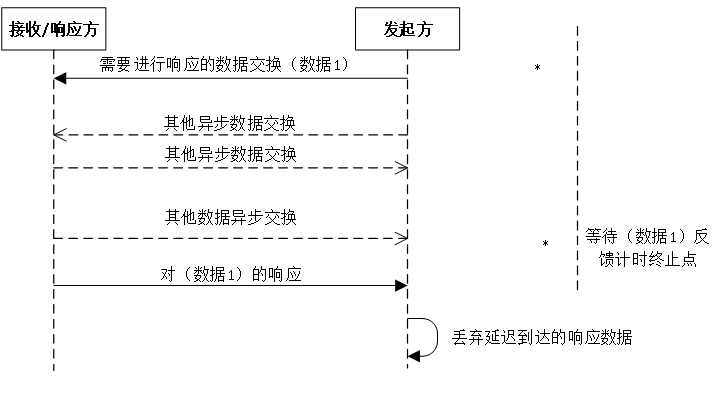 接收/响应方
发起方
需要进行响应的数据交换（数据1）
*
其他异步数据交换
其他异步数据交换
其他数据异步交换
*
等待（数据1）反
馈计时终止点
对（数据1）的响应
丢弃延迟到达的响应数据